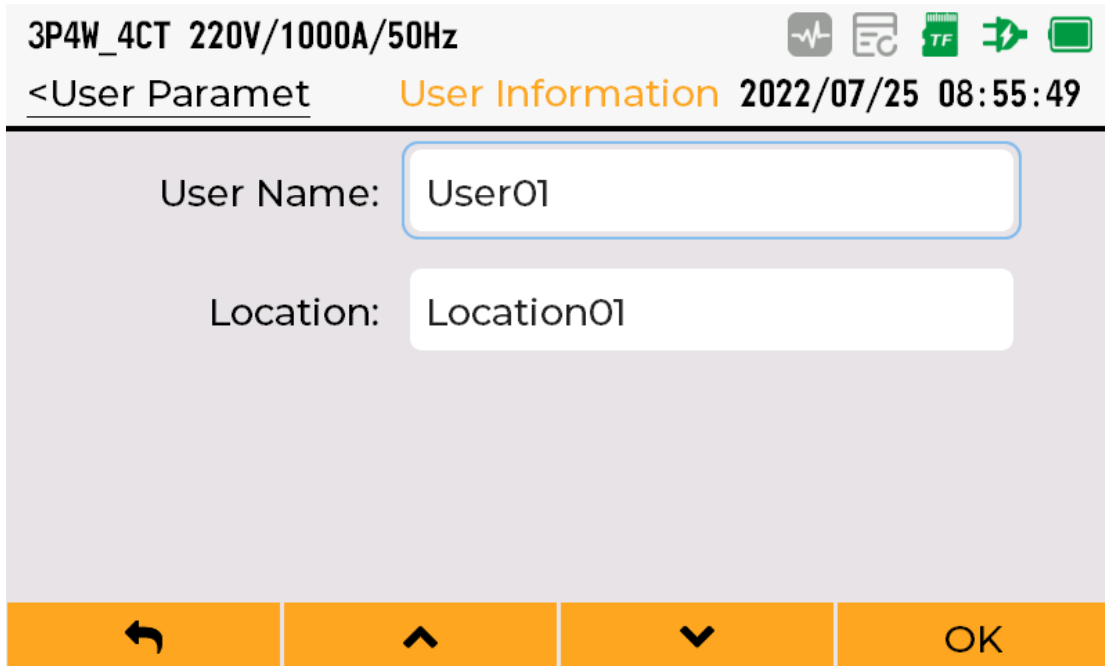 3P4W_4CT 220V/1000A/50Hz TF
<User Paramet User Information 2022/07/25 08:55:49
User Name: User01
Location: Location01
OK